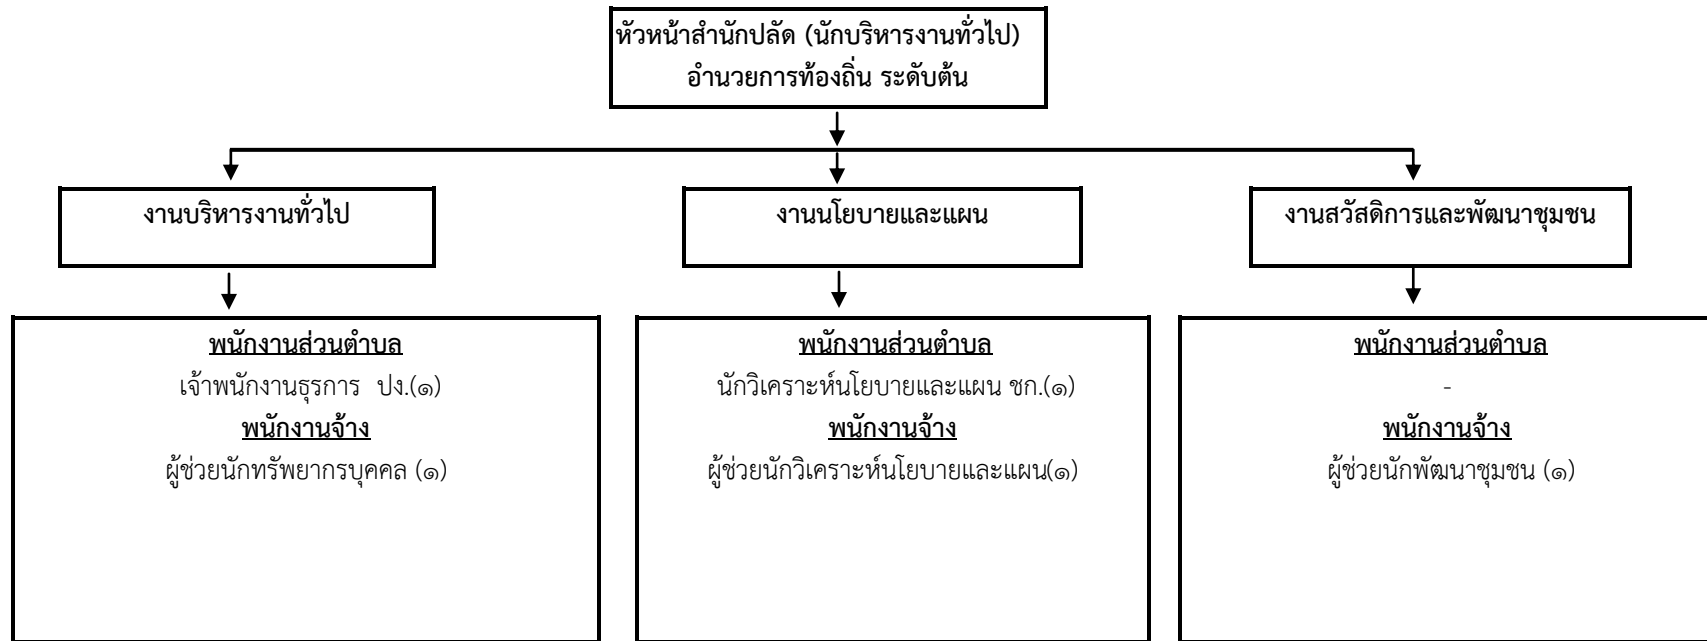 หัวหน้าสำนักปลัด (นักบริหารงานทั่วไป)
อำนวยการท้องถิ่น ระดับต้น
งานบริหารงานทั่วไป
งานนโยบายและแผน
งานสวัสดิการและพัฒนาชุมชน
พนักงานส่วนตำบล
เจ้าพนักงานธุรการ ปง.(๑)
พนักงานจ้าง
ผู้ช่วยนักทรัพยากรบุคคล (๑)
พนักงานส่วนตำบล
นักวิเคราะห์นโยบายและแผน ชก.(๑)
พนักงานจ้าง
ผู้ช่วยนักวิเคราะห์นโยบายและแผน(๑)
พนักงานส่วนตำบล
-
พนักงานจ้าง
ผู้ช่วยนักพัฒนาชุมชน (๑)